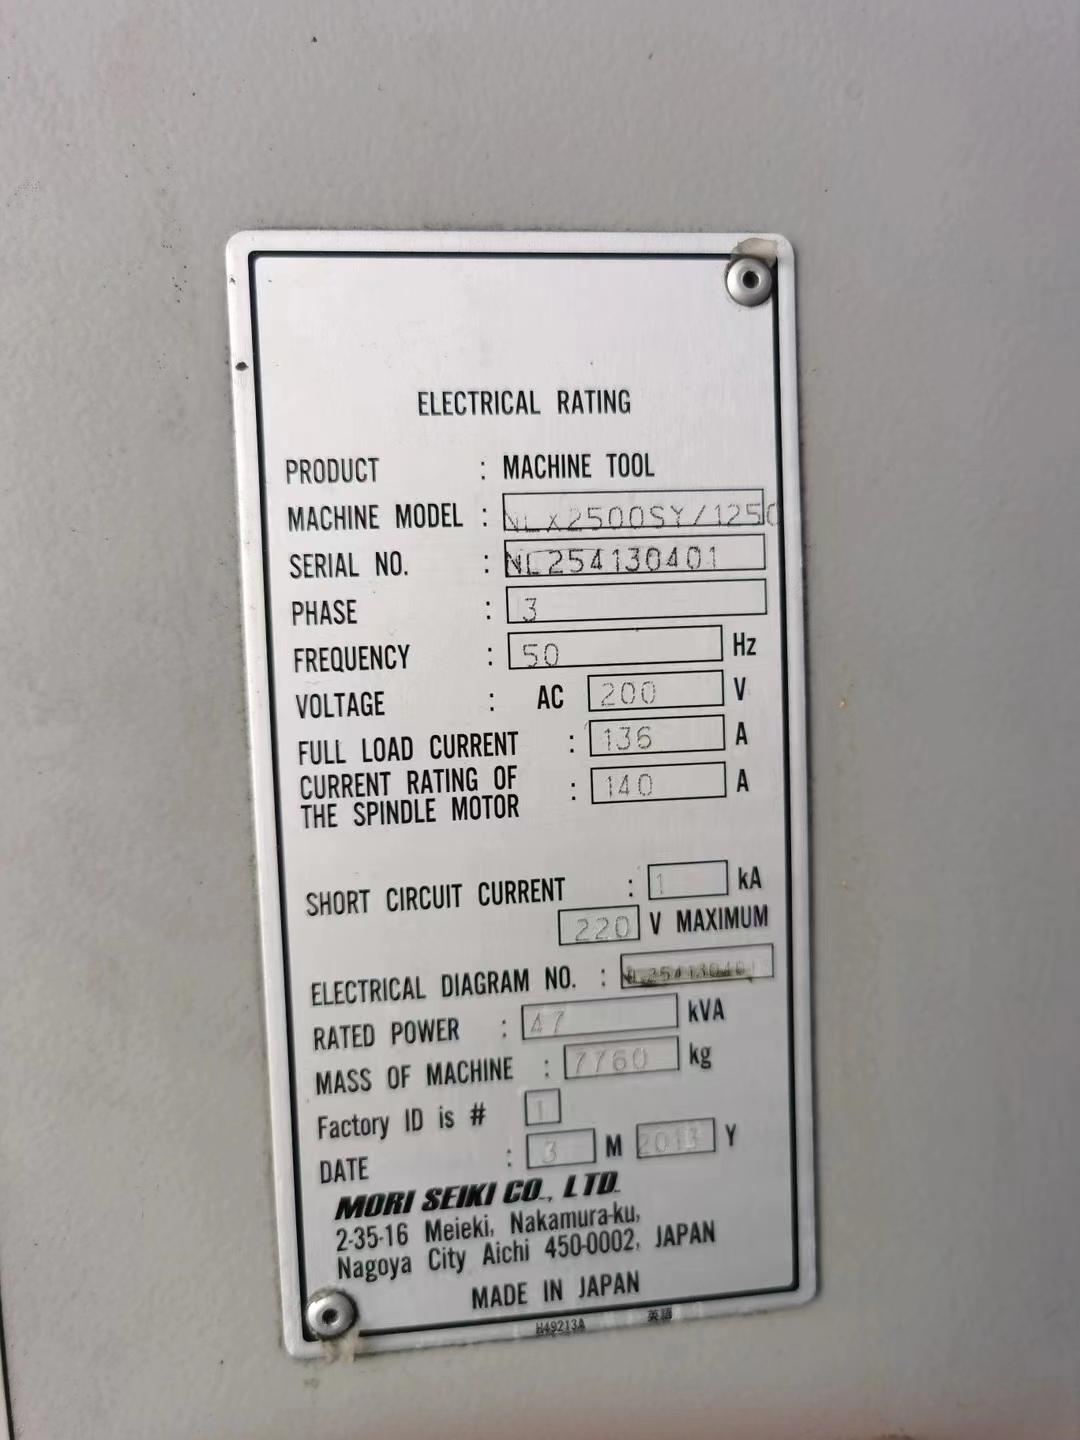 ELECTRICAL RATING
PRODUCT : MACHINE TOOL
MACHINE MODEL : NLX2500SY/1250
SERIAL NO. : NL254130401
PHASE : 3
FREQUENCY : 50 Hz
VOLTAGE : AC 200 V
FULL LOAD CURRENT : 136 A
CURRENT RATING OF
THE SPINDLE MOTOR : 140 A
SHORT CIRCUIT CURRENT : 1 kA
220 V MAXIMUM
ELECTRICAL DIAGRAM NO. : NL254130401
RATED POWER : 47 kVA
MASS OF MACHINE : 7760 kg
Factory ID is # 1
DATE : 3 M 2013 Y
MORI SEIKI CO., LTD.
2-35-16 Meieki, Nakamura-ku,
Nagoya City Aichi 450-0002, JAPAN
MADE IN JAPAN
H49213A 英語